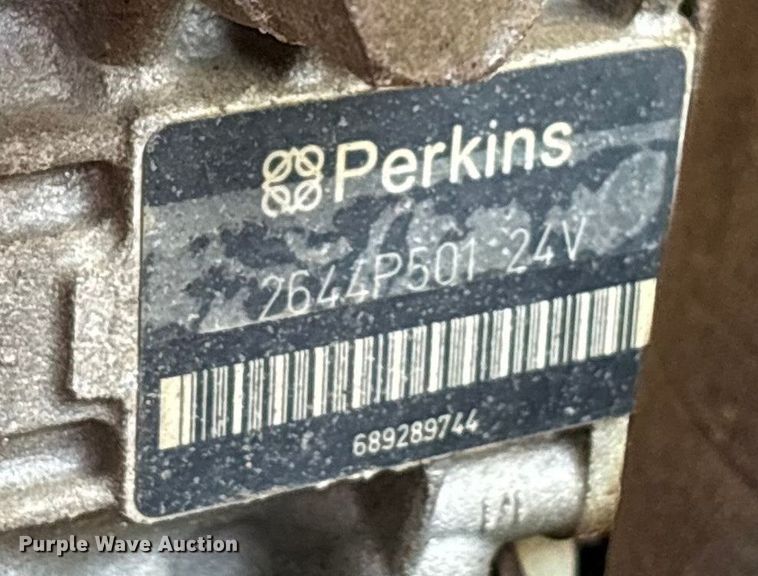 Perkins
2644P501 24V
689289744
Purple Wave Auction